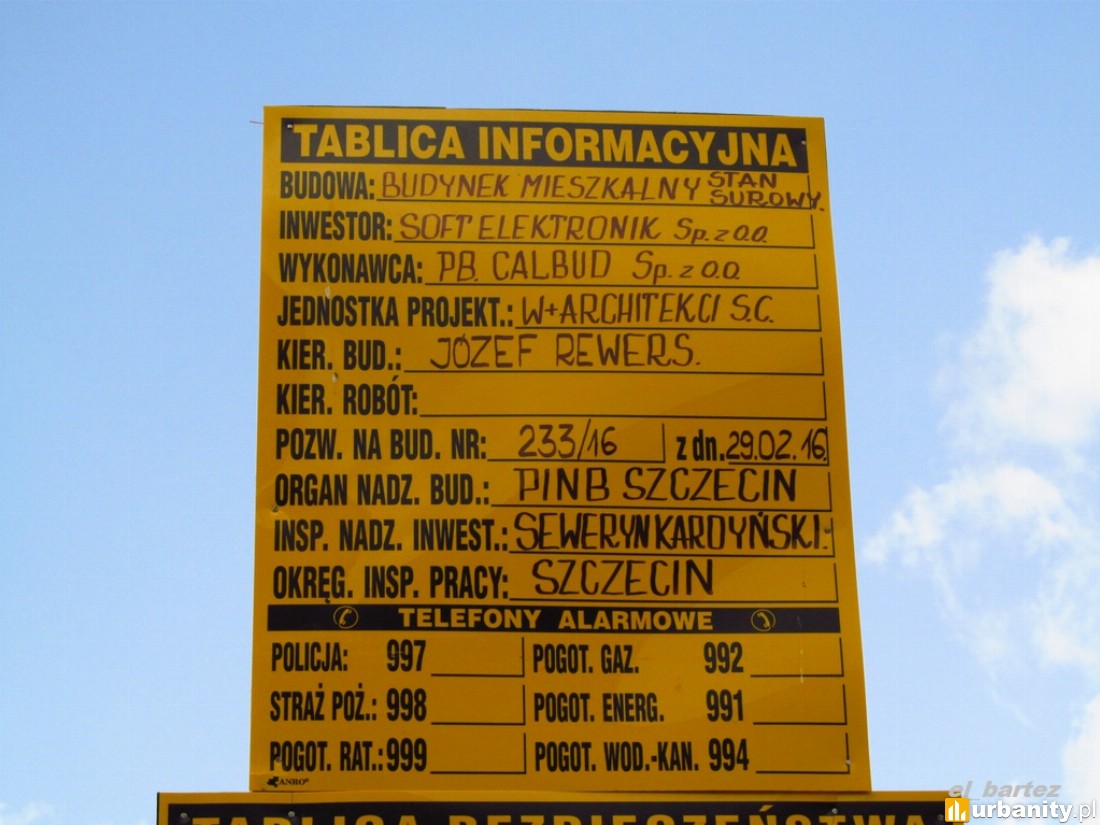 TABLICA INFORMACYJNA
BUDOWA: BUDYNEK MIESZKALNY STAN SUROWY.
INWESTOR: SOFT ELEKTRONIK Sp. z o.o.
WYKONAWCA: P.B. CALBUD Sp. z o.o.
JEDNOSTKA PROJEKT.: W+ARCHITEKCI S.C.
KIER. BUD.: JÓZEF REWERS.
KIER. ROBÓT:
POZW. NA BUD. NR: 233/16 z dn. 29.02.16.
ORGAN NADZ. BUD.: PINB SZCZECIN
INSP. NADZ. INWEST.: SEWERYN KARDYŃSKI.
OKRĘG. INSP. PRACY: SZCZECIN
TELEFONY ALARMOWE
POLICJA: 997 POGOT. GAZ. 992
STRAŻ POŻ.: 998 POGOT. ENERG. 991
POGOT. RAT.: 999 POGOT. WOD.-KAN. 994
ANRO®
el_bartez
urbanity.pl
TABLICA BEZPIECZEŃSTWA